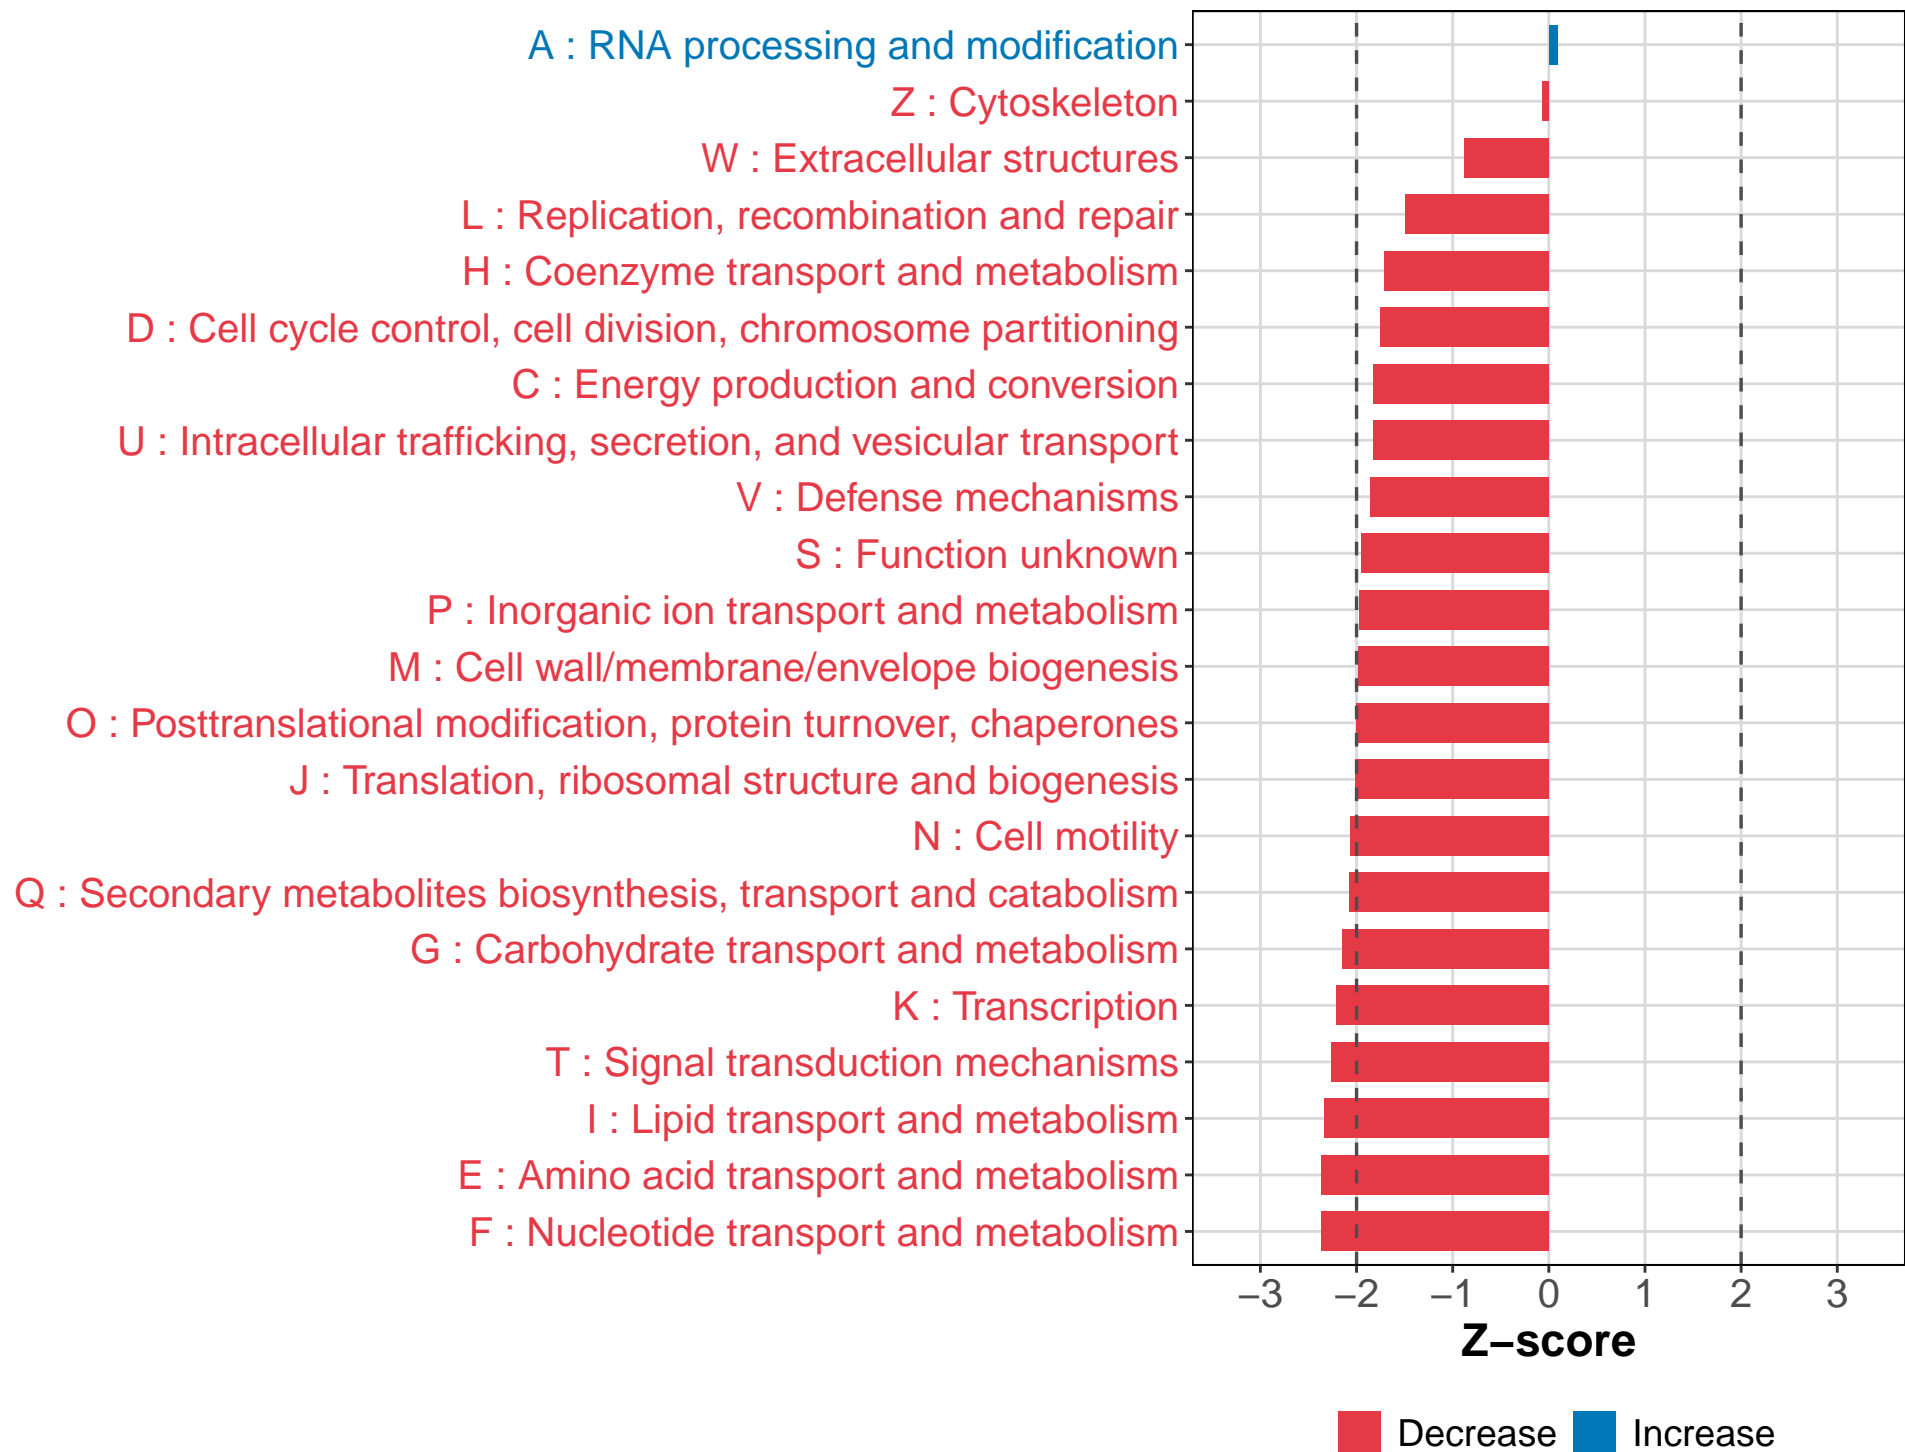 A : RNA processing and modification
Z : Cytoskeleton
W : Extracellular structures
L : Replication, recombination and repair
H : Coenzyme transport and metabolism
D : Cell cycle control, cell division, chromosome partitioning
C : Energy production and conversion
U : Intracellular trafficking, secretion, and vesicular transport
V : Defense mechanisms
S : Function unknown
P : Inorganic ion transport and metabolism
M : Cell wall/membrane/envelope biogenesis
O : Posttranslational modification, protein turnover, chaperones
J : Translation, ribosomal structure and biogenesis
N : Cell motility
Q : Secondary metabolites biosynthesis, transport and catabolism
G : Carbohydrate transport and metabolism
K : Transcription
T : Signal transduction mechanisms
I : Lipid transport and metabolism
E : Amino acid transport and metabolism
F : Nucleotide transport and metabolism
−3 −2 −1 0 1 2 3
Z−score
Decrease Increase